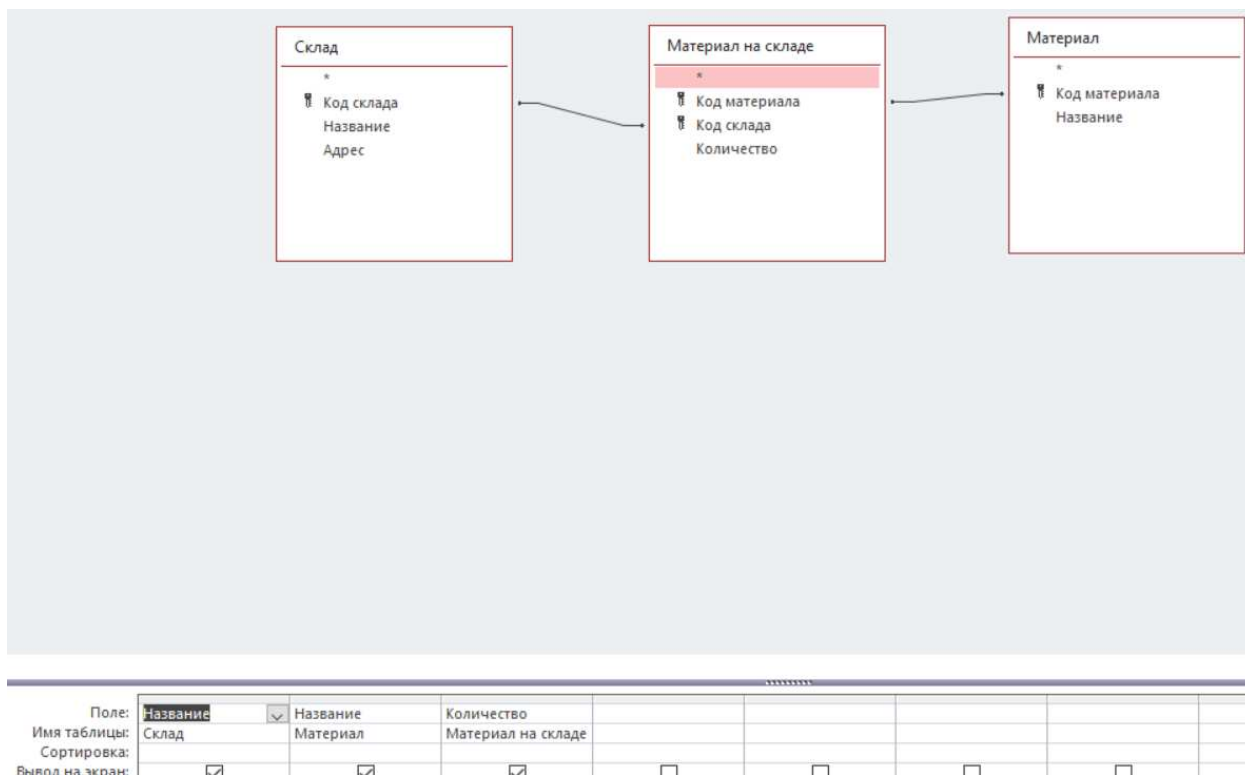 Склад
*
Код склада
Название
Адрес
Материал на складе
*
Код материала
Код склада
Количество
Материал
*
Код материала
Название
Поле: Название Название Количество
Имя таблицы: Склад Материал Материал на складе
Сортировка:
Вывод на экран: